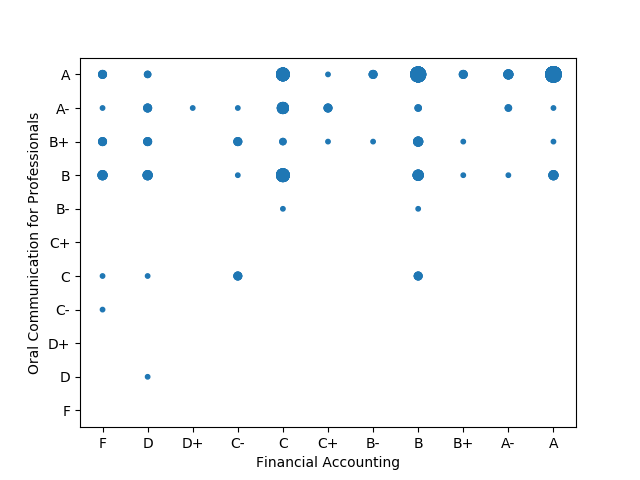 Oral Communication for Professionals
A
A-
B+
B
B-
C+
C
C-
D+
D
F
F D D+ C- C C+ B- B B+ A- A
Financial Accounting